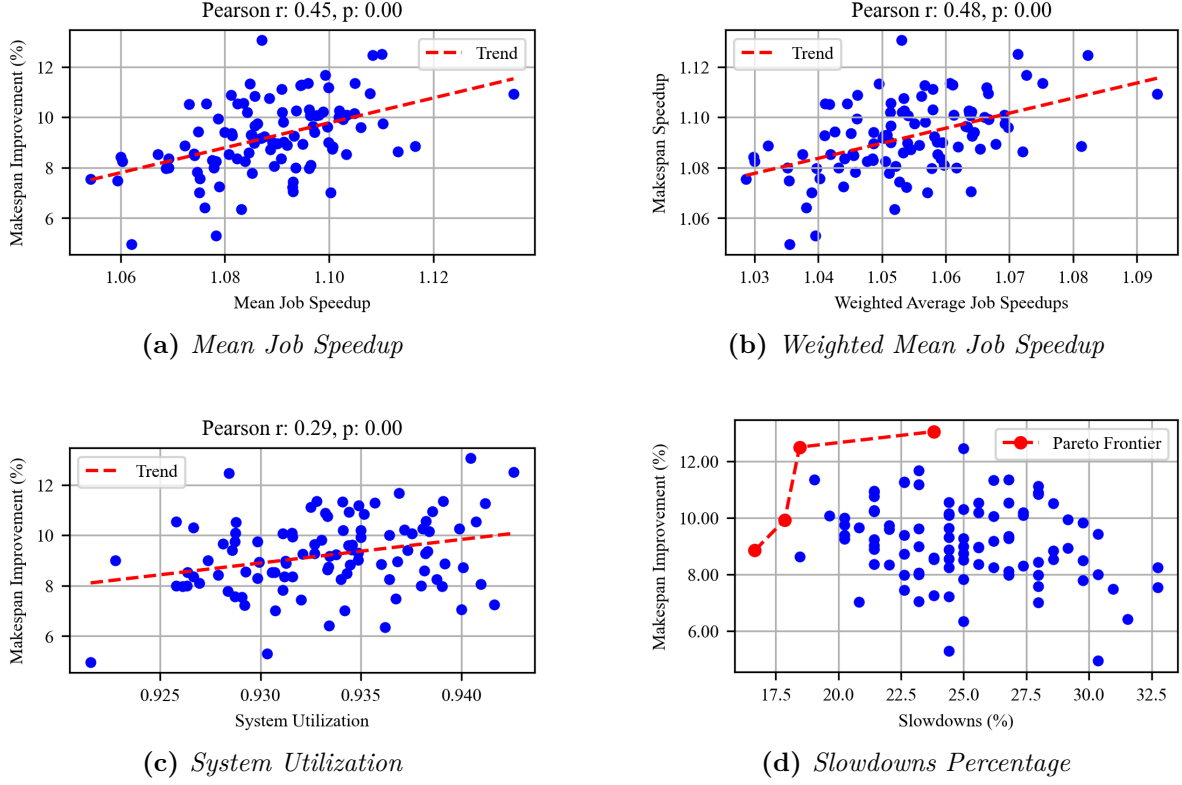 Pearson r: 0.45, p: 0.00
Makespan Improvement (%)
12
10
8
6
Trend
1.06
1.08
1.10
1.12
Mean Job Speedup
(a) Mean Job Speedup
Pearson r: 0.48, p: 0.00
Makespan Speedup
1.12
1.10
1.08
1.06
Trend
1.03
1.04
1.05
1.06
1.07
1.08
1.09
Weighted Average Job Speedups
(b) Weighted Mean Job Speedup
Pearson r: 0.29, p: 0.00
Makespan Improvement (%)
12
10
8
6
Trend
0.925
0.930
0.935
0.940
System Utilization
(c) System Utilization
Makespan Improvement (%)
12.00
10.00
8.00
6.00
Pareto Frontier
17.5
20.0
22.5
25.0
27.5
30.0
32.5
Slowdowns (%)
(d) Slowdowns Percentage